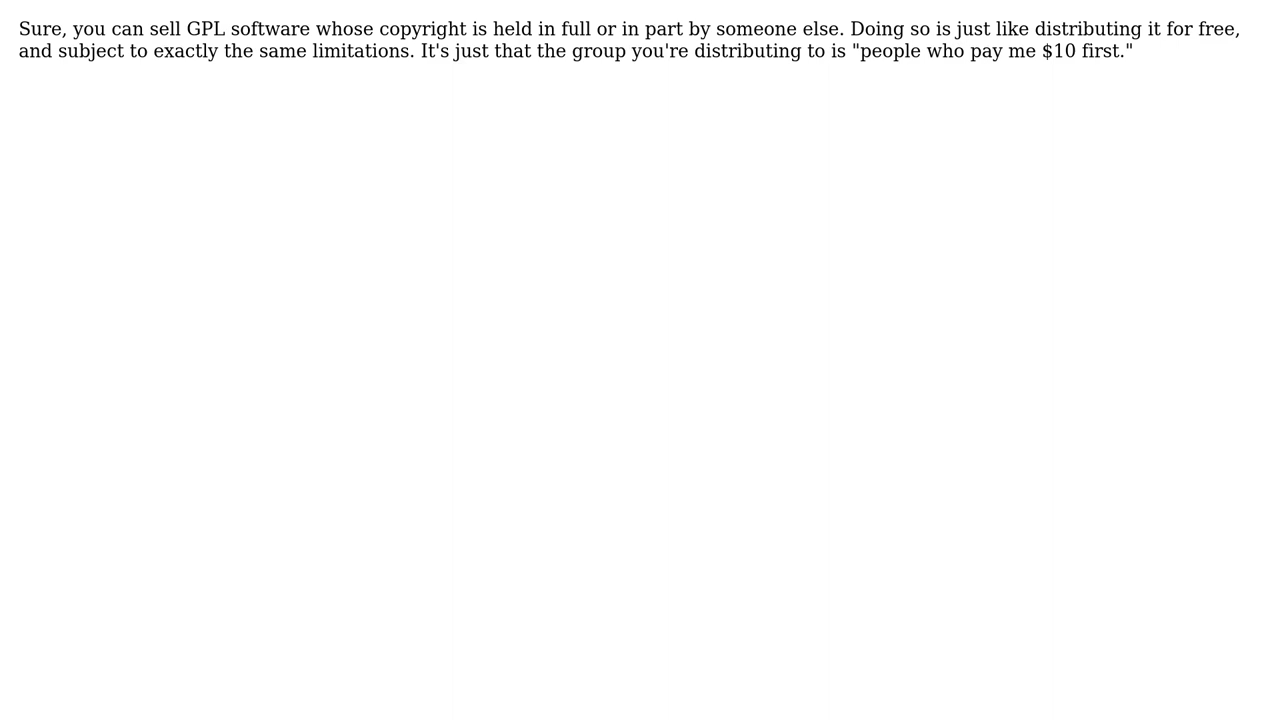 Sure, you can sell GPL software whose copyright is held in full or in part by someone else. Doing so is just like distributing it for free,
and subject to exactly the same limitations. It's just that the group you're distributing to is "people who pay me $10 first."